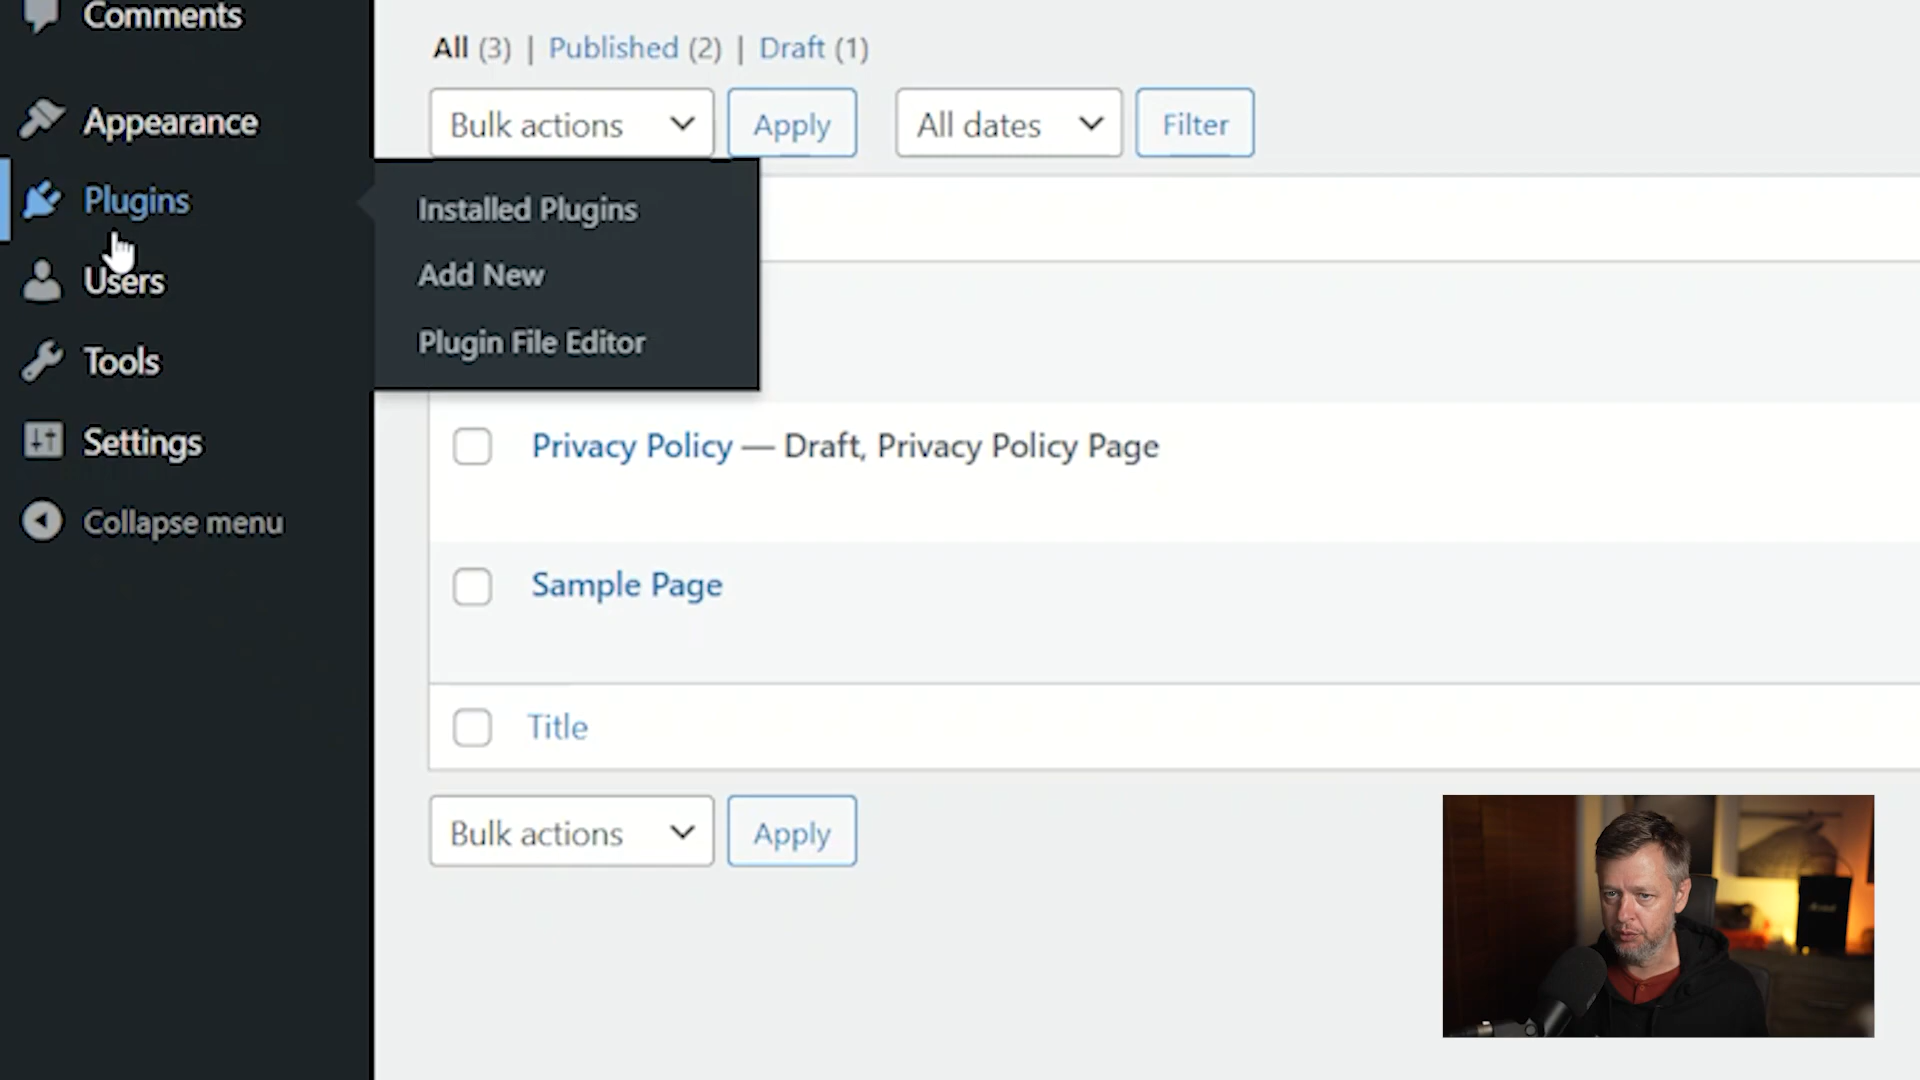 Comments
Appearance
Plugins
Users
Tools
Settings
Collapse menu
All (3) | Published (2) | Draft (1)
Bulk actions Apply All dates Filter
Installed Plugins
Add New
Plugin File Editor
Privacy Policy — Draft, Privacy Policy Page
Sample Page
Title
Bulk actions Apply